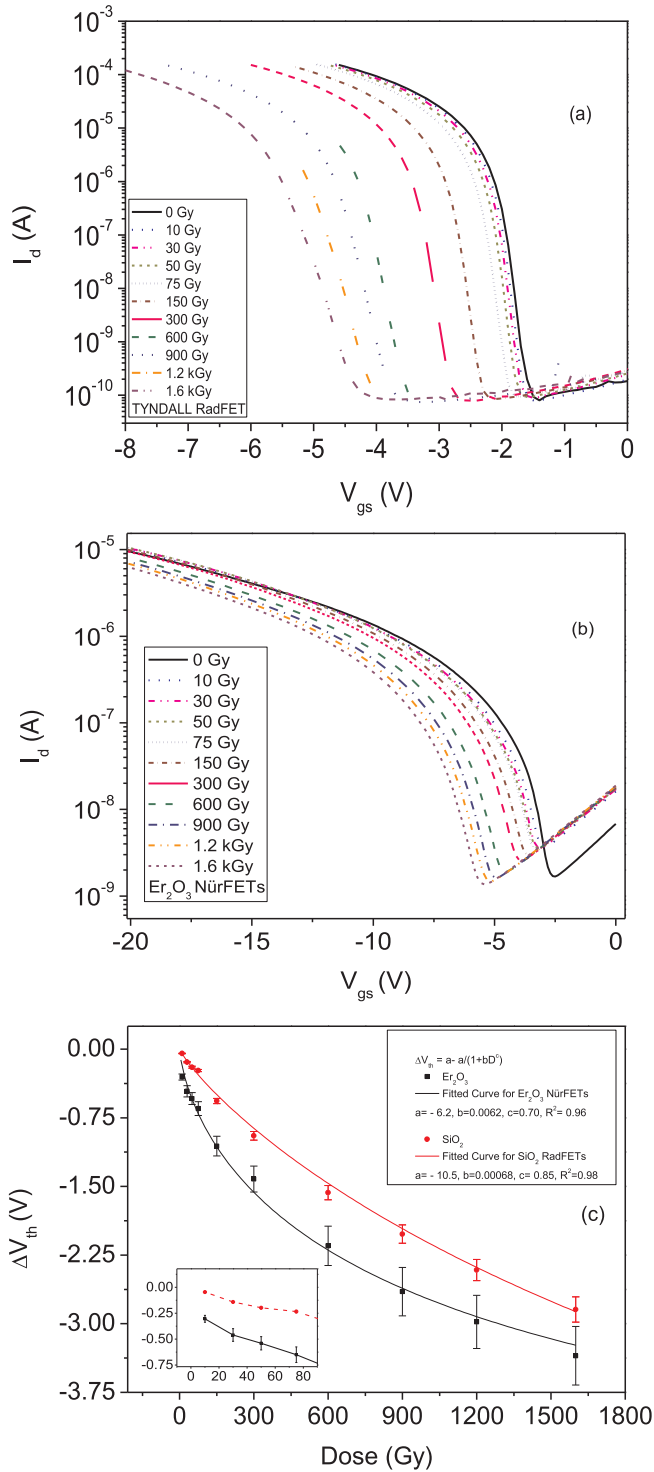 10⁻³
10⁻⁴
10⁻⁵
10⁻⁶
10⁻⁷
10⁻⁸
10⁻⁹
10⁻¹⁰
I_d (A)
(a)
0 Gy
10 Gy
30 Gy
50 Gy
75 Gy
150 Gy
300 Gy
600 Gy
900 Gy
1.2 kGy
1.6 kGy
TYNDALL RadFET
-8 -7 -6 -5 -4 -3 -2 -1 0
V_gs (V)
10⁻⁵
10⁻⁶
10⁻⁷
10⁻⁸
10⁻⁹
I_d (A)
(b)
0 Gy
10 Gy
30 Gy
50 Gy
75 Gy
150 Gy
300 Gy
600 Gy
900 Gy
1.2 kGy
1.6 kGy
Er₂O₃ NürFETs
-20 -15 -10 -5 0
V_gs (V)
0.00
-0.75
-1.50
-2.25
-3.00
-3.75
ΔV_th (V)
ΔV_th = a- a/(1+bDᶜ)
Er₂O₃
Fitted Curve for Er₂O₃ NürFETs
a= - 6.2, b=0.0062, c=0.70, R²= 0.96
SiO₂
Fitted Curve for SiO₂ RadFETs
a= - 10.5, b=0.00068, c= 0.85, R²=0.98
(c)
0.00
-0.25
-0.50
-0.75
0 20 40 60 80
0 300 600 900 1200 1500 1800
Dose (Gy)